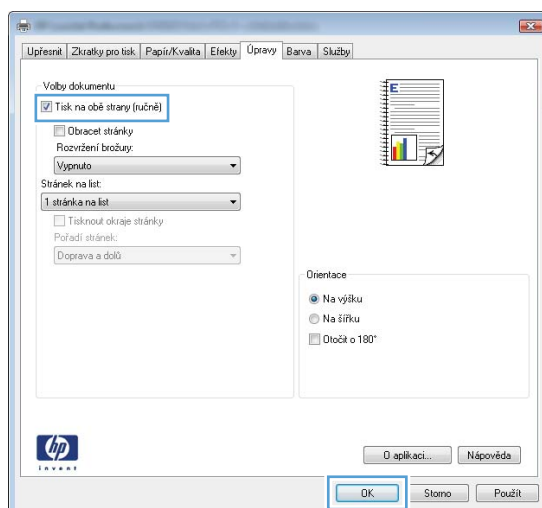 Upřesnit Zkratky pro tisk Papír/Kvalita Efekty Úpravy Barva Služby
Volby dokumentu
Tisk na obě strany (ručně)
Obracet stránky
Rozvržení brožury:
Vypnuto
Stránek na list:
1 stránka na list
Tisknout okraje stránky
Pořadí stránek:
Doprava a dolů
E
Orientace
Na výšku
Na šířku
Otočit o 180°
hp
invent
O aplikaci... Nápověda
OK Storno Použít